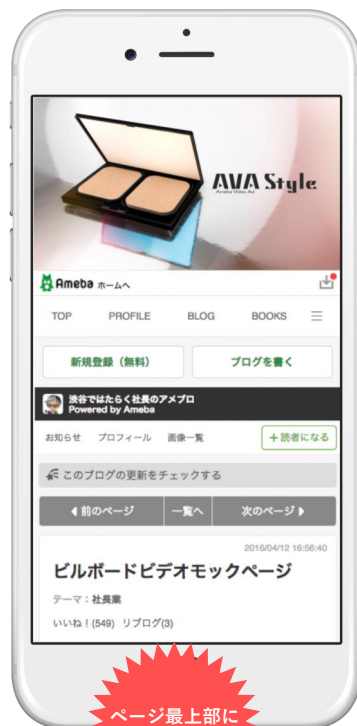 AVA Style
Ameba Video Ad
Ameba ホームへ
TOP PROFILE BLOG BOOKS
新規登録（無料） ブログを書く
渋谷ではたらく社長のアメブロ
Powered by Ameba
お知らせ プロフィール 画像一覧 +読者になる
このブログの更新をチェックする
前のページ 一覧へ 次のページ
2016/04/12 16:56:40
ビルボードビデオモックページ
テーマ：社長業
いいね！(549) リブログ(3)
ページ最上部に